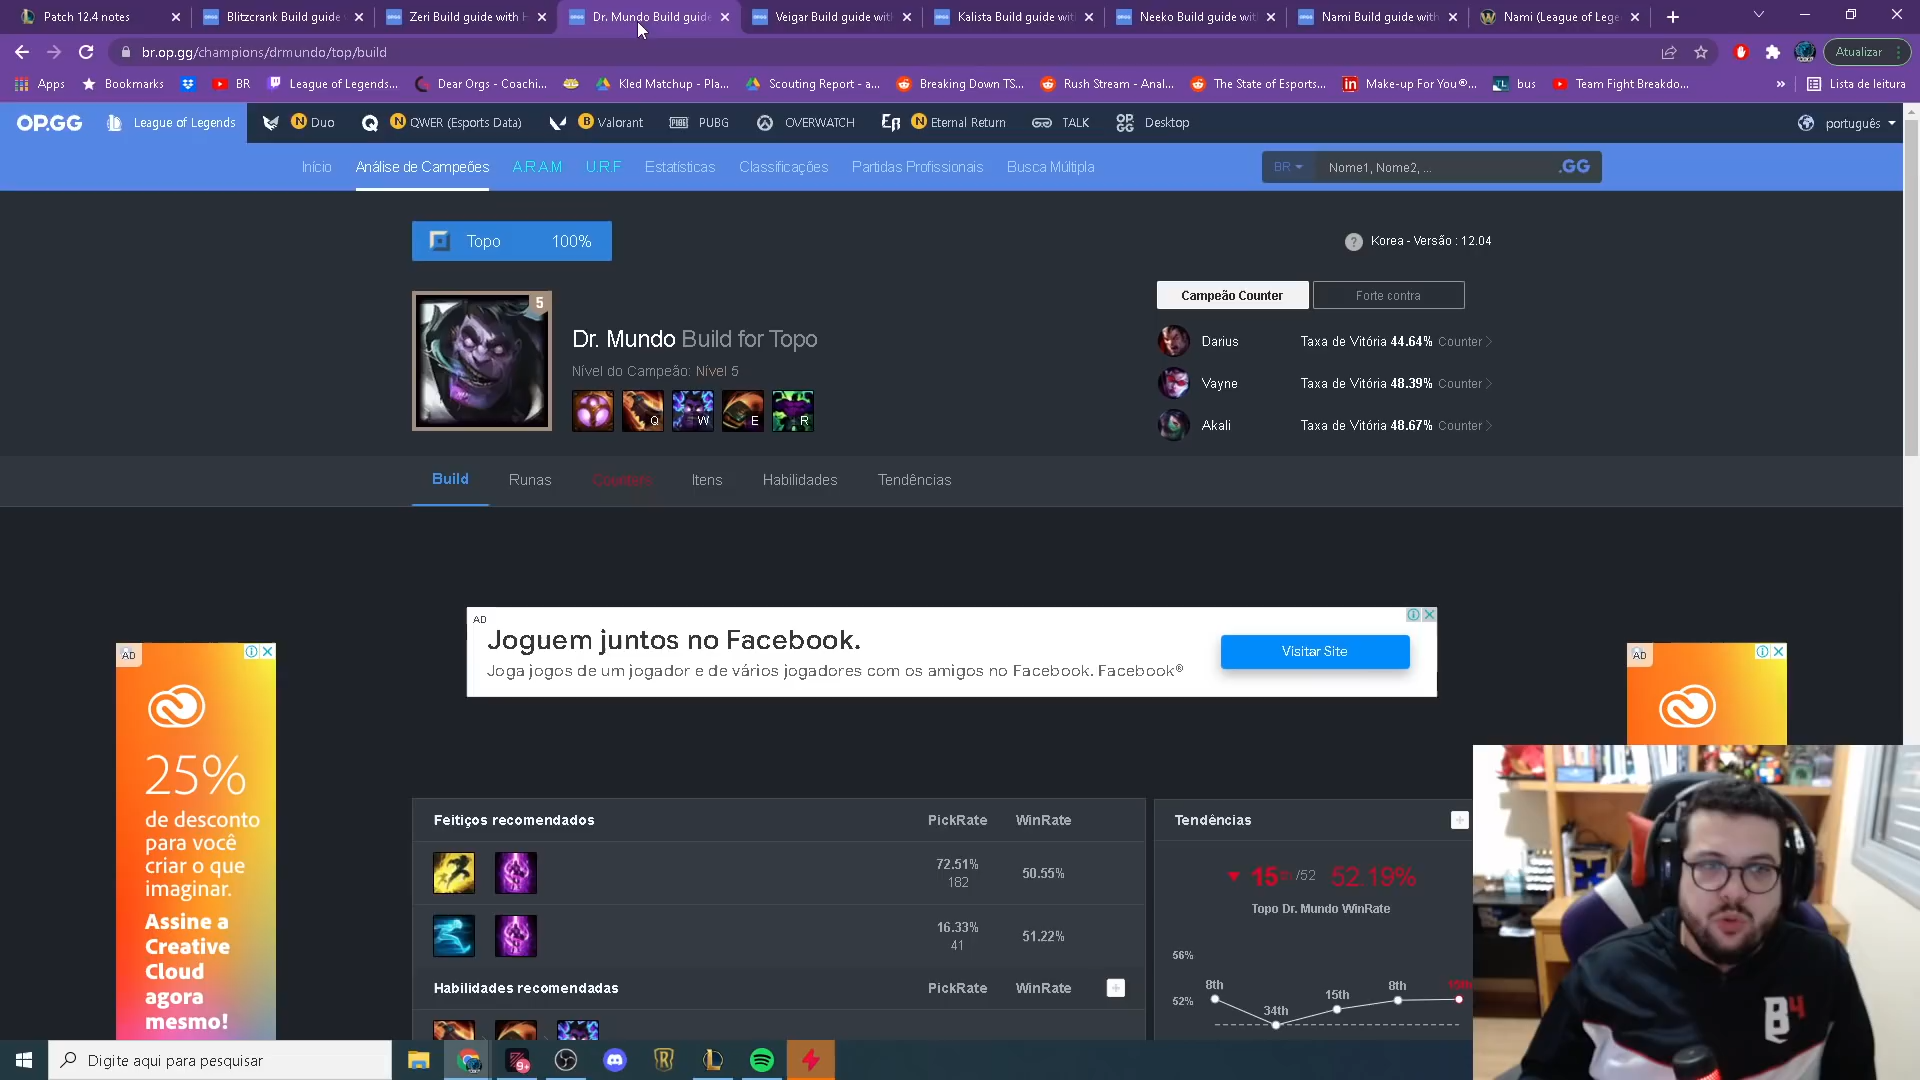 Patch 12.4 notes
Blitzcrank Build guide
Zeri Build guide with
Dr. Mundo Build guide
Veigar Build guide wit
Kalista Build guide wit
Neeko Build guide wit
Nami Build guide with
Nami (League of Lege
br.op.gg/champions/drmundo/top/build
Atualizar
Apps
Bookmarks
BR
League of Legends...
Dear Orgs - Coachi...
Kled Matchup - Pla...
Scouting Report - a...
Breaking Down TS...
Rush Stream - Anal...
The State of Esports...
Make-up For You®...
bus
Team Fight Breakdo...
»
Lista de leitura
OP.GG
League of Legends
N Duo
N QWER (Esports Data)
B Valorant
PUBG
OVERWATCH
N Eternal Return
TALK
Desktop
português
Início
Análise de Campeões
A.R.A.M
U.R.F
Estatísticas
Classificações
Partidas Profissionais
Busca Múltipla
BR
Nome1, Nome2, ...
.GG
Topo 100%
? Korea - Versão : 12.04
5
Dr. Mundo Build for Topo
Nível do Campeão: Nível 5
Q W E R
Campeão Counter
Forte contra
Darius Taxa de Vitória 44.64% Counter
Vayne Taxa de Vitória 48.39% Counter
Akali Taxa de Vitória 48.67% Counter
Build
Runas
Counters
Itens
Habilidades
Tendências
AD
Joguem juntos no Facebook.
Joga jogos de um jogador e de vários jogadores com os amigos no Facebook. Facebook®
Visitar Site
AD
25%
de desconto
para você
criar o que
imaginar.
Assine a
Creative
Cloud
agora
mesmo!
AD
Feitiços recomendados PickRate WinRate
72.51%
182
50.55%
16.33%
41
51.22%
Habilidades recomendadas PickRate WinRate
Tendências
15th /52 52.19%
Topo Dr. Mundo WinRate
56%
52%
8th
34th
15th
8th
15th
B4
Digite aqui para pesquisar
9+